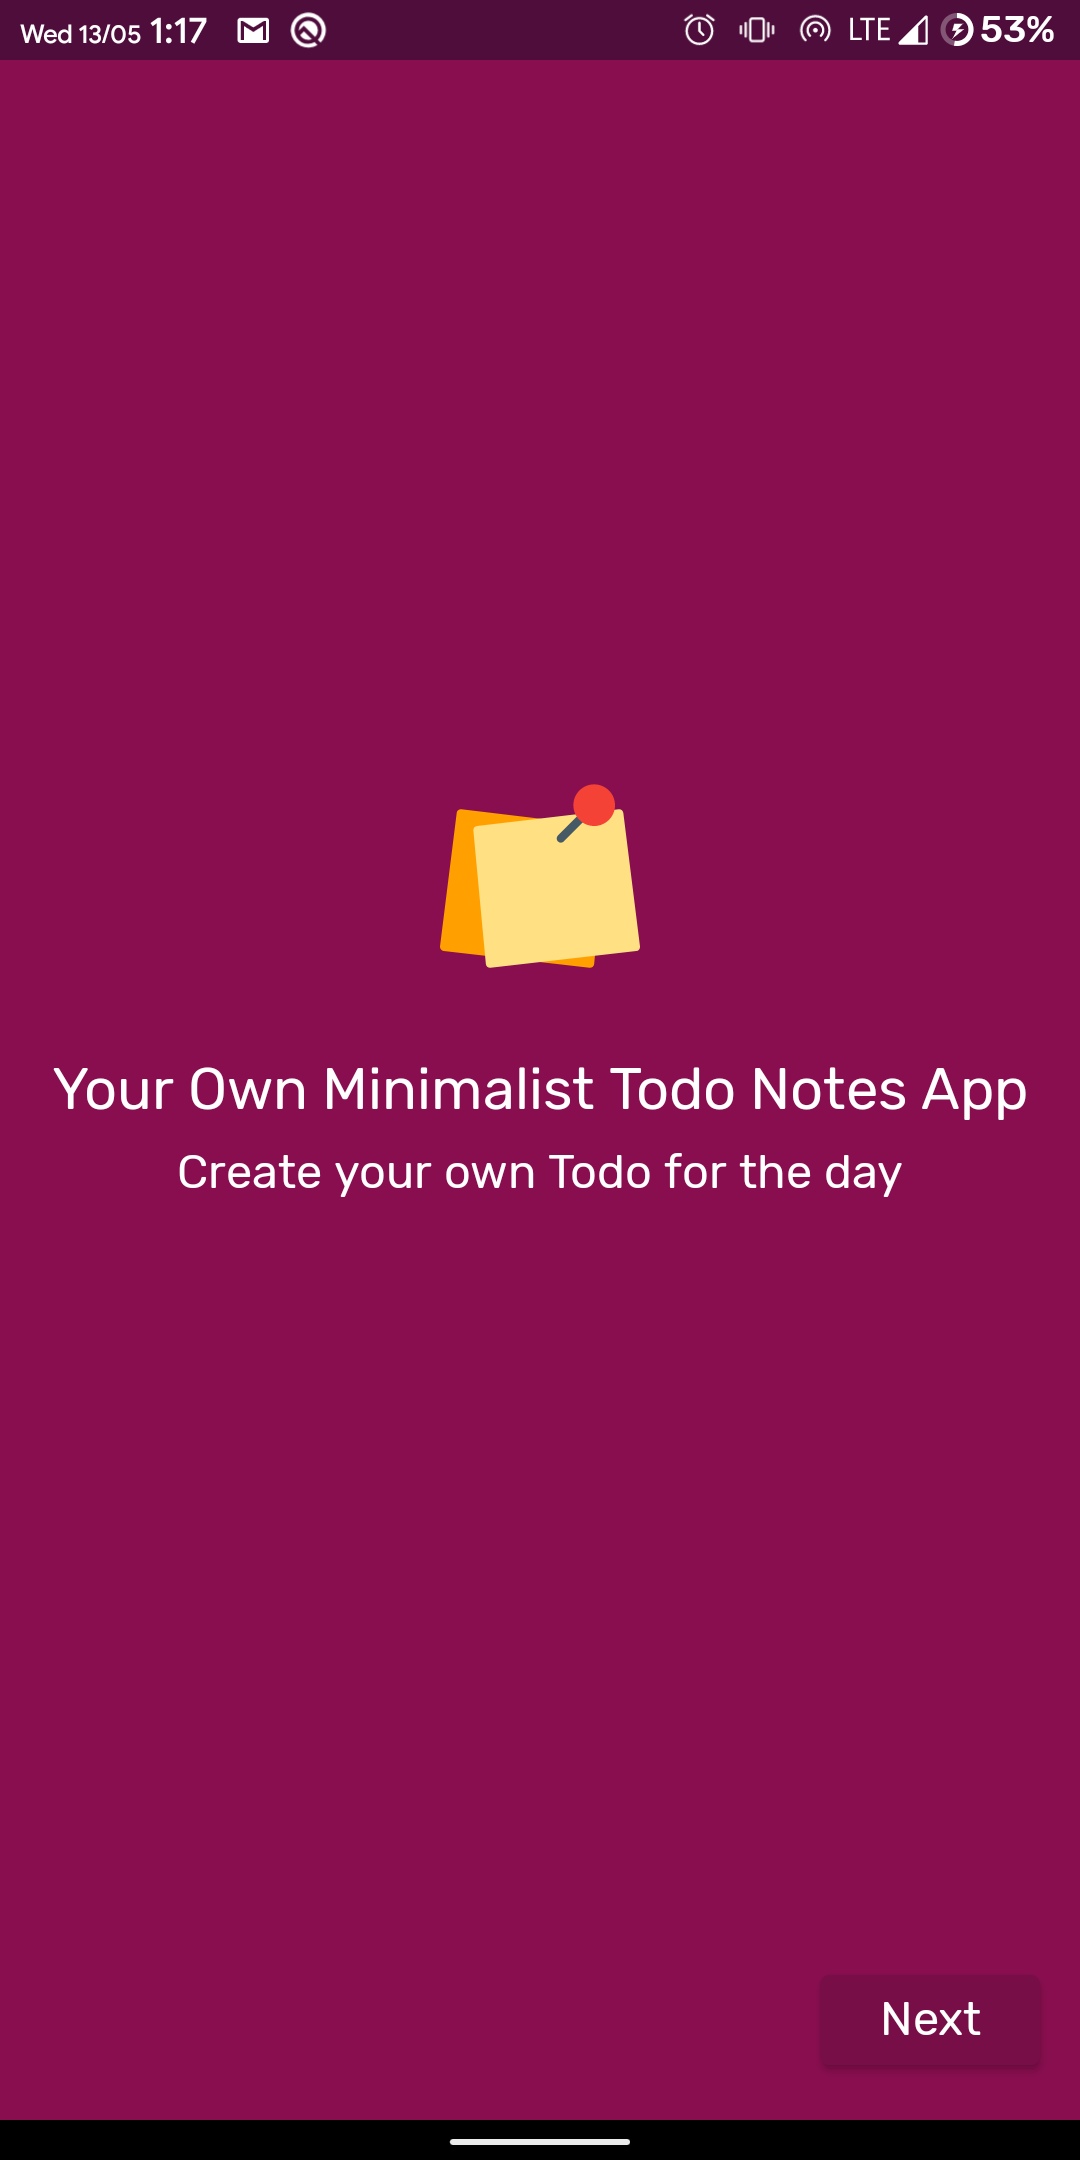 Wed 13/05 1:17 LTE 53%
Your Own Minimalist Todo Notes App
Create your own Todo for the day
Next